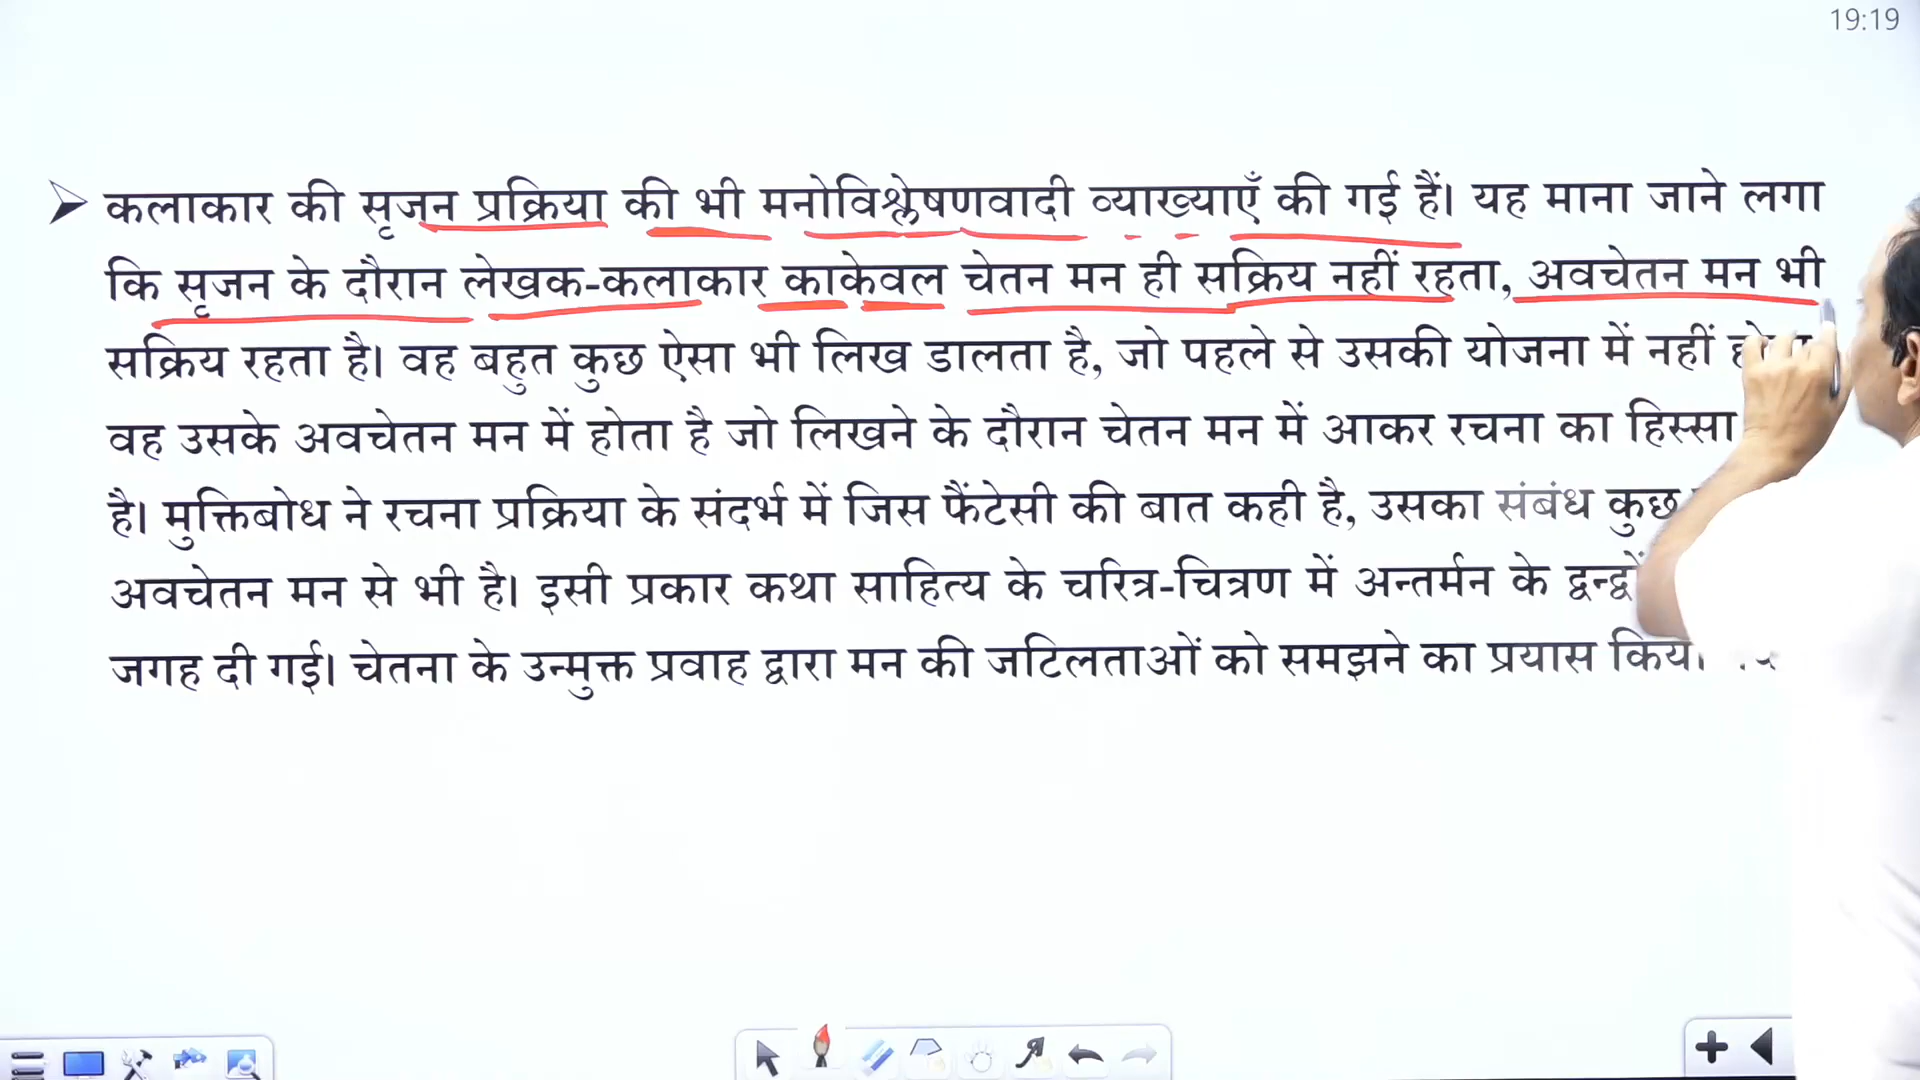 19:19
कलाकार की सृजन प्रक्रिया की भी मनोविश्लेषणवादी व्याख्याएँ की गई हैं। यह माना जाने लगा
कि सृजन के दौरान लेखक-कलाकार काकेवल चेतन मन ही सक्रिय नहीं रहता, अवचेतन मन भी
सक्रिय रहता है। वह बहुत कुछ ऐसा भी लिख डालता है, जो पहले से उसकी योजना में नहीं
वह उसके अवचेतन मन में होता है जो लिखने के दौरान चेतन मन में आकर रचना का हिस्सा
है। मुक्तिबोध ने रचना प्रक्रिया के संदर्भ में जिस फैंटेसी की बात कही है, उसका संबंध कुछ
अवचेतन मन से भी है। इसी प्रकार कथा साहित्य के चरित्र-चित्रण में अन्तर्मन के द्वन्द्वों
जगह दी गई। चेतना के उन्मुक्त प्रवाह द्वारा मन की जटिलताओं को समझने का प्रयास किया